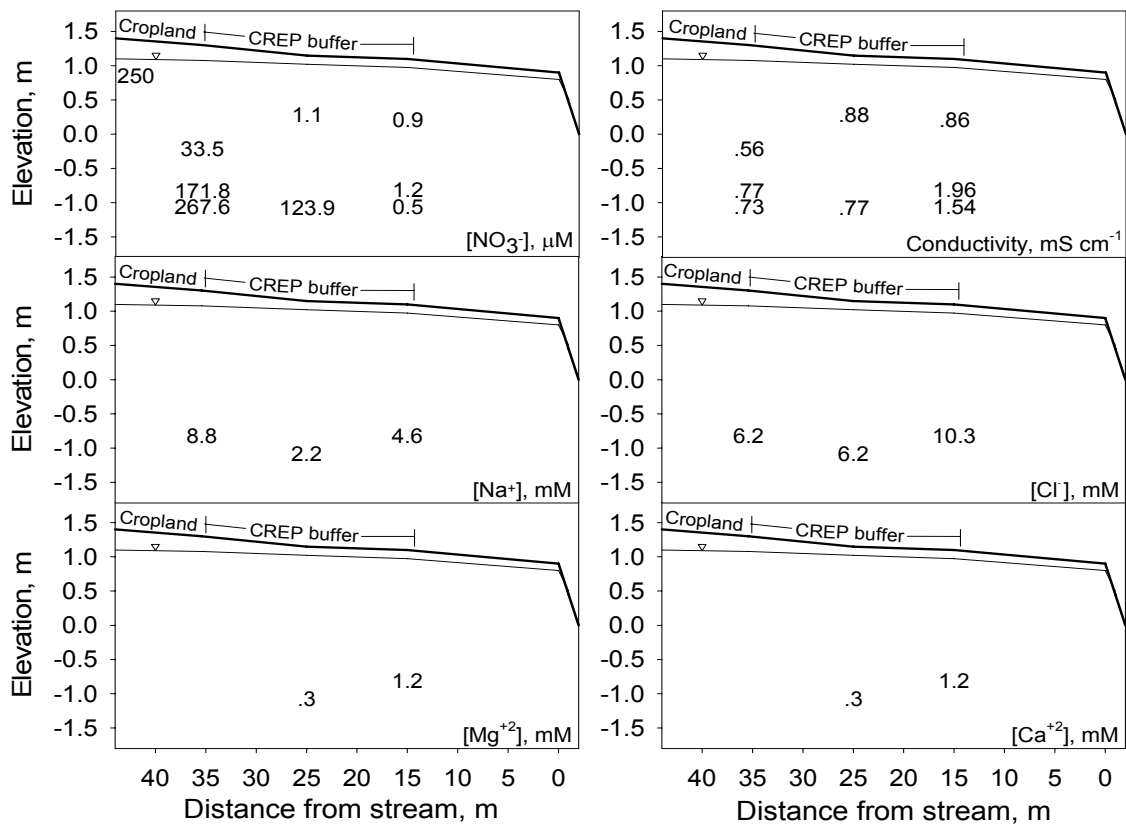 1.5
Cropland
CREP buffer
1.0
250
0.5
1.1
0.9
0.0
33.5
-0.5
171.8
1.2
-1.0
267.6
123.9
0.5
-1.5
[NO3-], μM
Elevation, m
1.5
Cropland
CREP buffer
1.0
0.5
.88
.86
0.0
.56
-0.5
.77
1.96
-1.0
.73
.77
1.54
-1.5
Conductivity, mS cm-1
1.5
Cropland
CREP buffer
1.0
0.5
0.0
-0.5
8.8
4.6
-1.0
2.2
-1.5
[Na+], mM
Elevation, m
1.5
Cropland
CREP buffer
1.0
0.5
0.0
-0.5
6.2
10.3
-1.0
6.2
-1.5
[Cl-], mM
1.5
Cropland
CREP buffer
1.0
0.5
0.0
-0.5
1.2
-1.0
.3
-1.5
[Mg+2], mM
Elevation, m
40 35 30 25 20 15 10 5 0
Distance from stream, m
1.5
Cropland
CREP buffer
1.0
0.5
0.0
-0.5
1.2
-1.0
.3
-1.5
[Ca+2], mM
40 35 30 25 20 15 10 5 0
Distance from stream, m